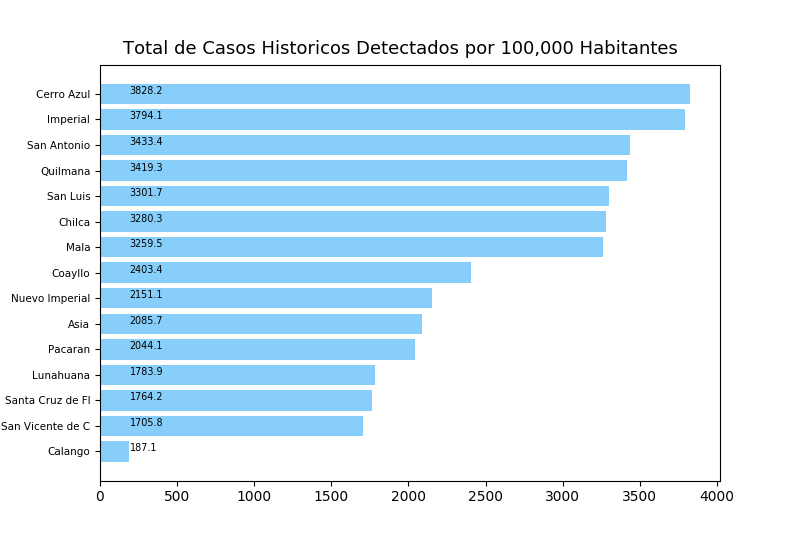 Total de Casos Historicos Detectados por 100,000 Habitantes
Cerro Azul 3828.2
Imperial 3794.1
San Antonio 3433.4
Quilmana 3419.3
San Luis 3301.7
Chilca 3280.3
Mala 3259.5
Coayllo 2403.4
Nuevo Imperial 2151.1
Asia 2085.7
Pacaran 2044.1
Lunahuana 1783.9
Santa Cruz de Fl 1764.2
San Vicente de C 1705.8
Calango 187.1
0 500 1000 1500 2000 2500 3000 3500 4000